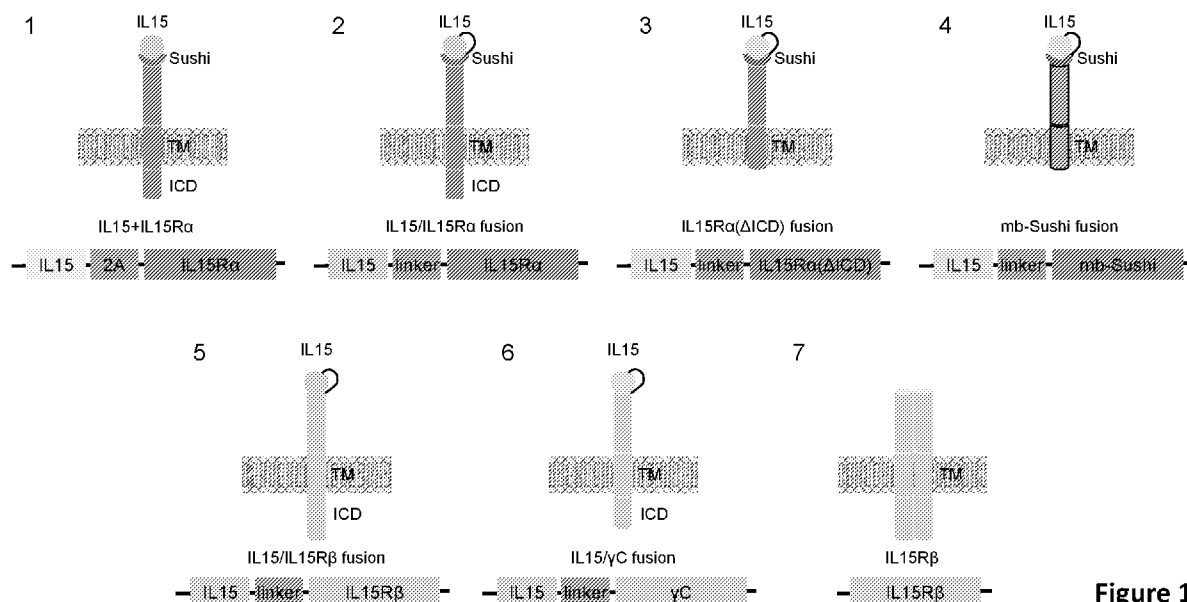 1
IL15
Sushi
TM
ICD
IL15+IL15Rα
IL15 2A IL15Rα
2
IL15
Sushi
TM
ICD
IL15/IL15Rα fusion
IL15 linker IL15Rα
3
IL15
Sushi
TM
IL15Rα(ΔICD) fusion
IL15 linker IL15Rα(ΔICD)
4
IL15
Sushi
TM
mb-Sushi fusion
IL15 linker mb-Sushi
5
IL15
TM
ICD
IL15/IL15Rβ fusion
IL15 linker IL15Rβ
6
IL15
TM
ICD
IL15/γC fusion
IL15 linker γC
7
TM
IL15Rβ
IL15Rβ
Figure 1